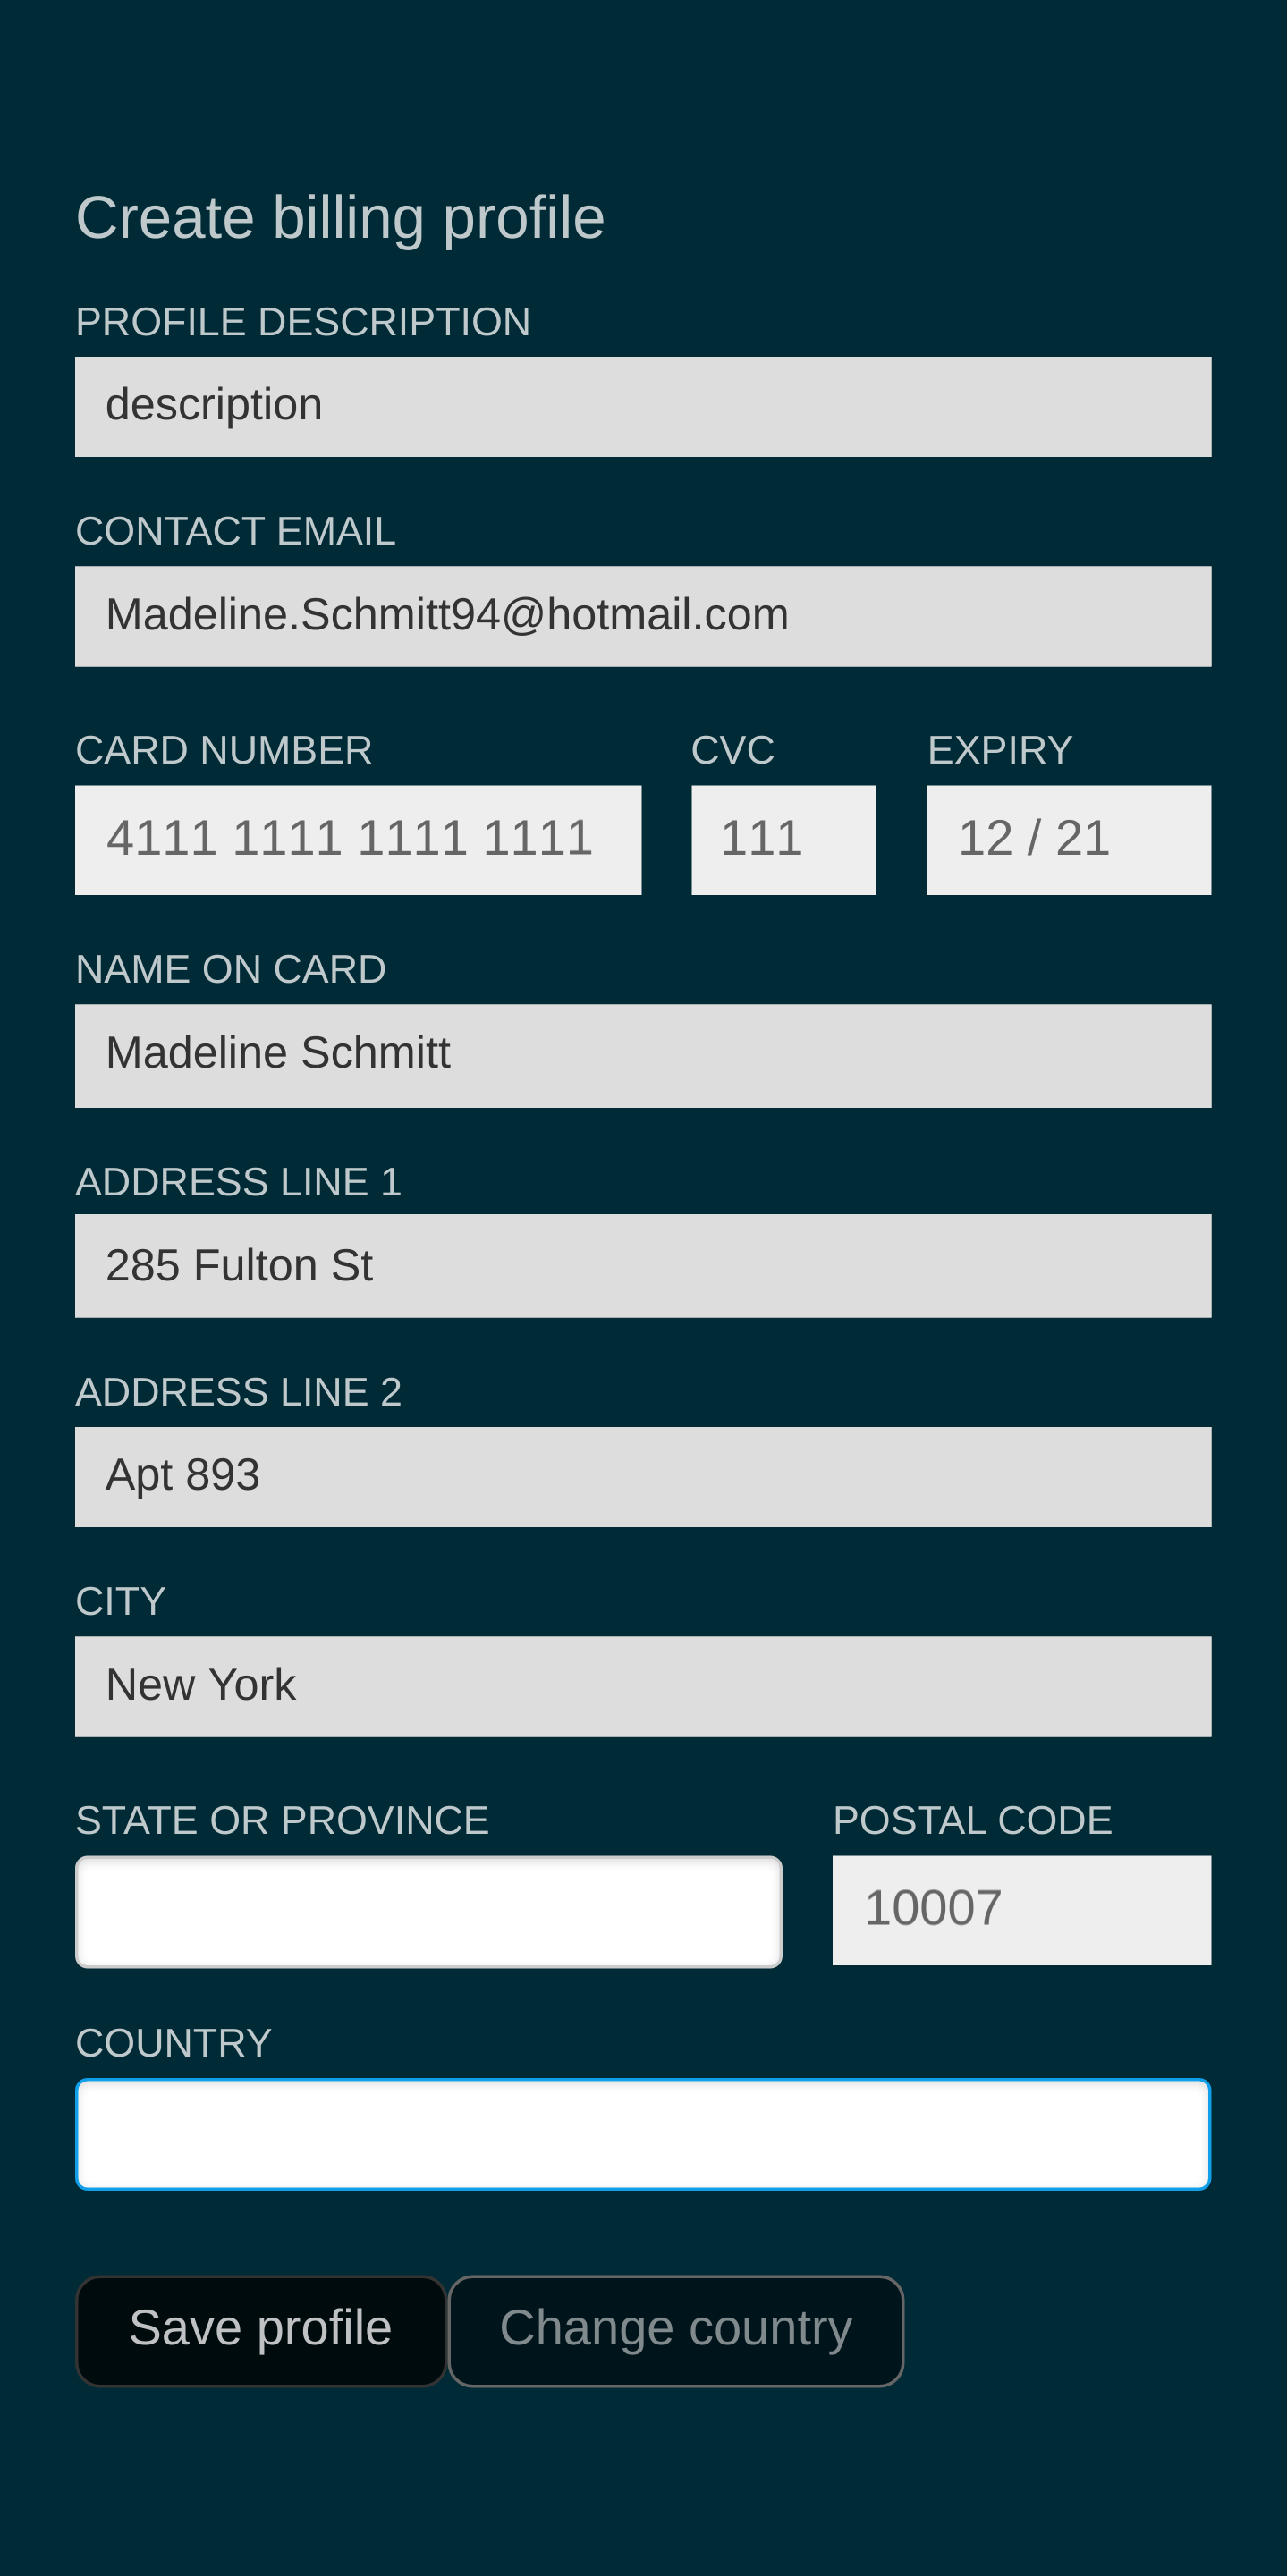 Create billing profile
PROFILE DESCRIPTION
description
CONTACT EMAIL
Madeline.Schmitt94@hotmail.com
CARD NUMBER CVC EXPIRY
4111 1111 1111 1111 111 12 / 21
NAME ON CARD
Madeline Schmitt
ADDRESS LINE 1
285 Fulton St
ADDRESS LINE 2
Apt 893
CITY
New York
STATE OR PROVINCE POSTAL CODE
10007
COUNTRY
Save profile Change country